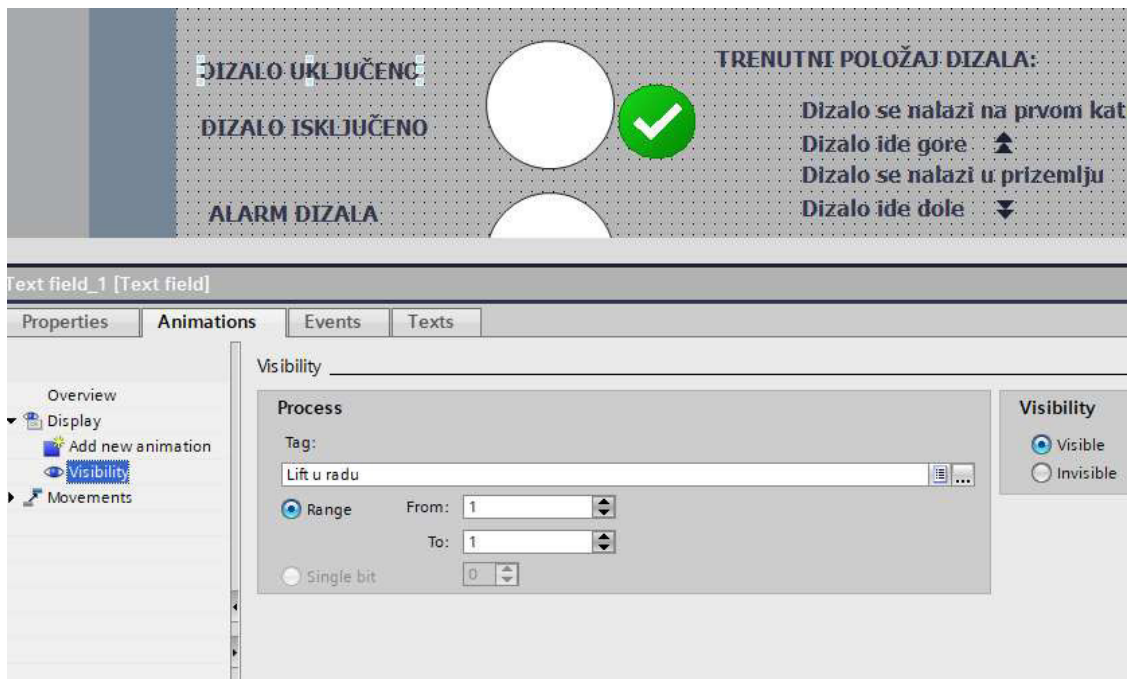 DIZALO UKLJUČENO
DIZALO ISKLJUČENO
ALARM DIZALA
TRENUTNI POLOŽAJ DIZALA:
Dizalo se nalazi na prvom kat
Dizalo ide gore
Dizalo se nalazi u prizemlju
Dizalo ide dole
Text field_1 [Text field]
Properties Animations Events Texts
Overview
Display
Add new animation
Visibility
Movements
Visibility
Process
Tag:
Lift u radu
...
Range From: 1
To: 1
Single bit 0
Visibility
Visible
Invisible